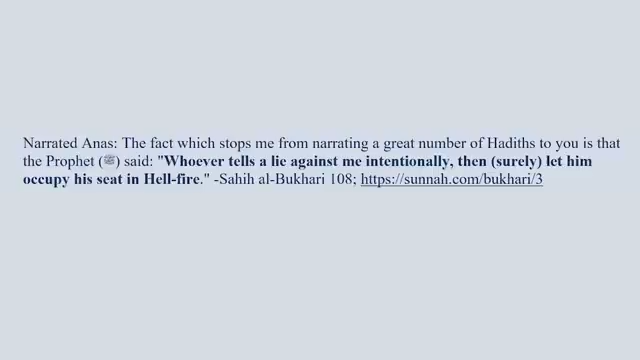 Narrated Anas: The fact which stops me from narrating a great number of Hadiths to you is that
the Prophet (ﷺ) said: "Whoever tells a lie against me intentionally, then (surely) let him
occupy his seat in Hell-fire." -Sahih al-Bukhari 108; https://sunnah.com/bukhari/3